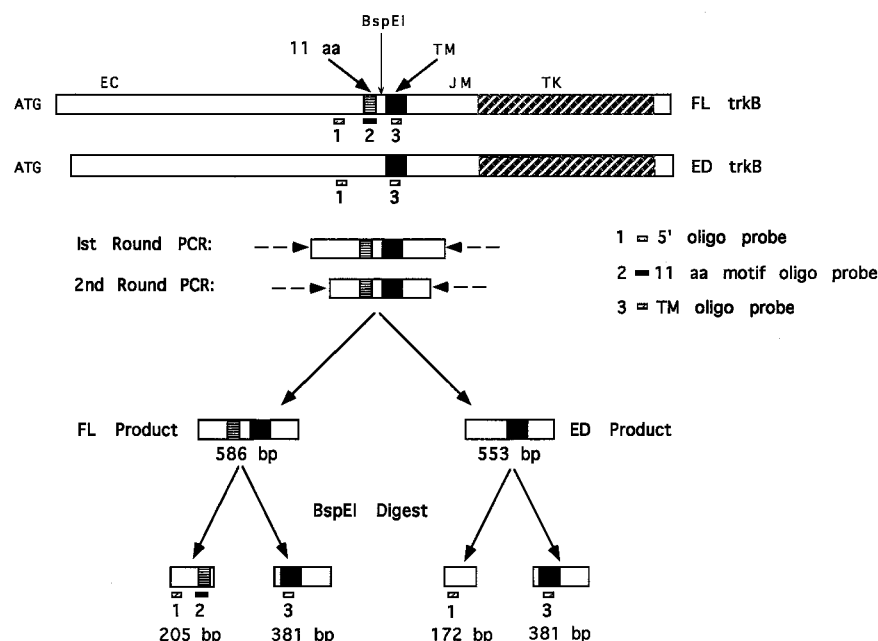 BspEI
11 aa
TM
EC
JM
TK
ATG
FL trkB
1 2 3
ATG
ED trkB
1 3
1st Round PCR:
2nd Round PCR:
1 5' oligo probe
2 11 aa motif oligo probe
3 TM oligo probe
FL Product
586 bp
553 bp
ED Product
BspEI Digest
1 2 3 1 3
205 bp 381 bp 172 bp 381 bp